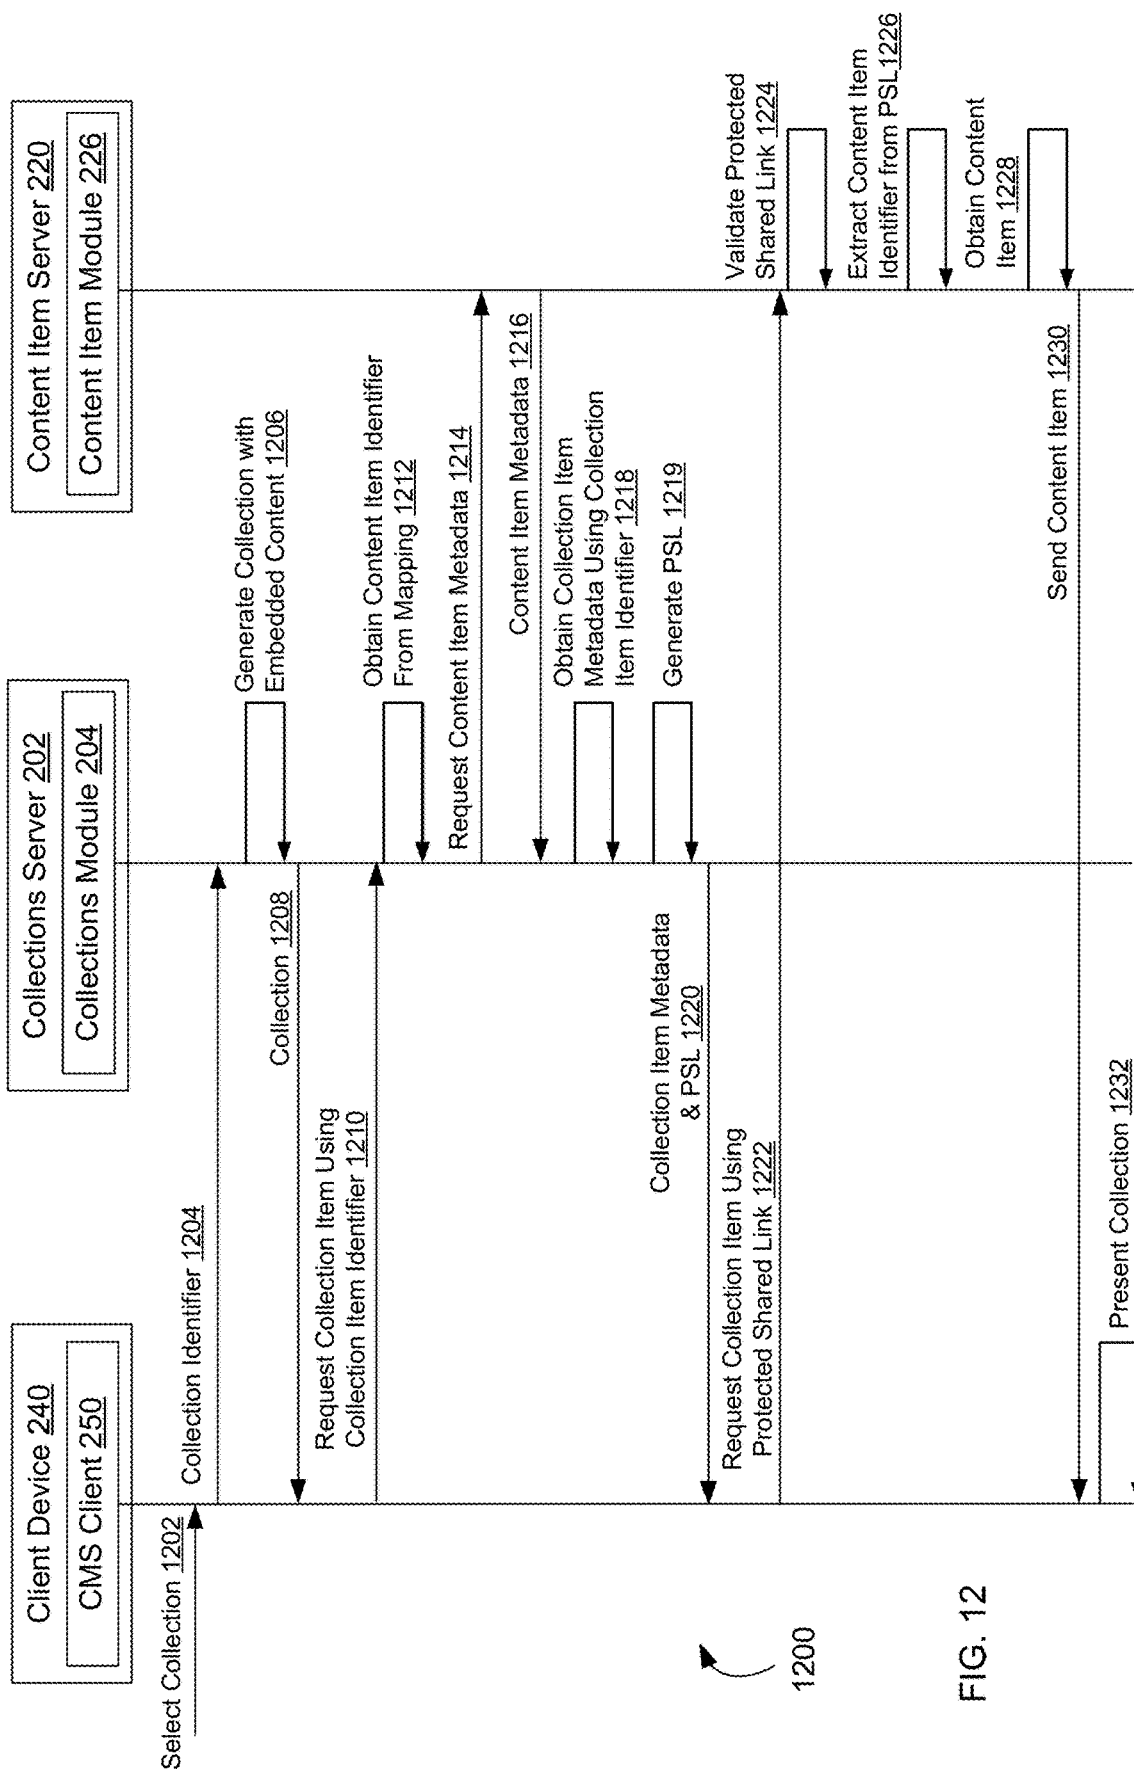 Client Device 240
CMS Client 250
Collections Server 202
Collections Module 204
Content Item Server 220
Content Item Module 226
Select Collection 1202
Collection Identifier 1204
Generate Collection with
Embedded Content 1206
Collection 1208
Request Collection Item Using
Collection Item Identifier 1210
Obtain Content Item Identifier
From Mapping 1212
Request Content Item Metadata 1214
Content Item Metadata 1216
Obtain Collection Item
Metadata Using Collection
Item Identifier 1218
Generate PSL 1219
Collection Item Metadata
& PSL 1220
Request Collection Item Using
Protected Shared Link 1222
Validate Protected
Shared Link 1224
Extract Content Item
Identifier from PSL1226
Obtain Content
Item 1228
Send Content Item 1230
Present Collection 1232
1200
FIG. 12